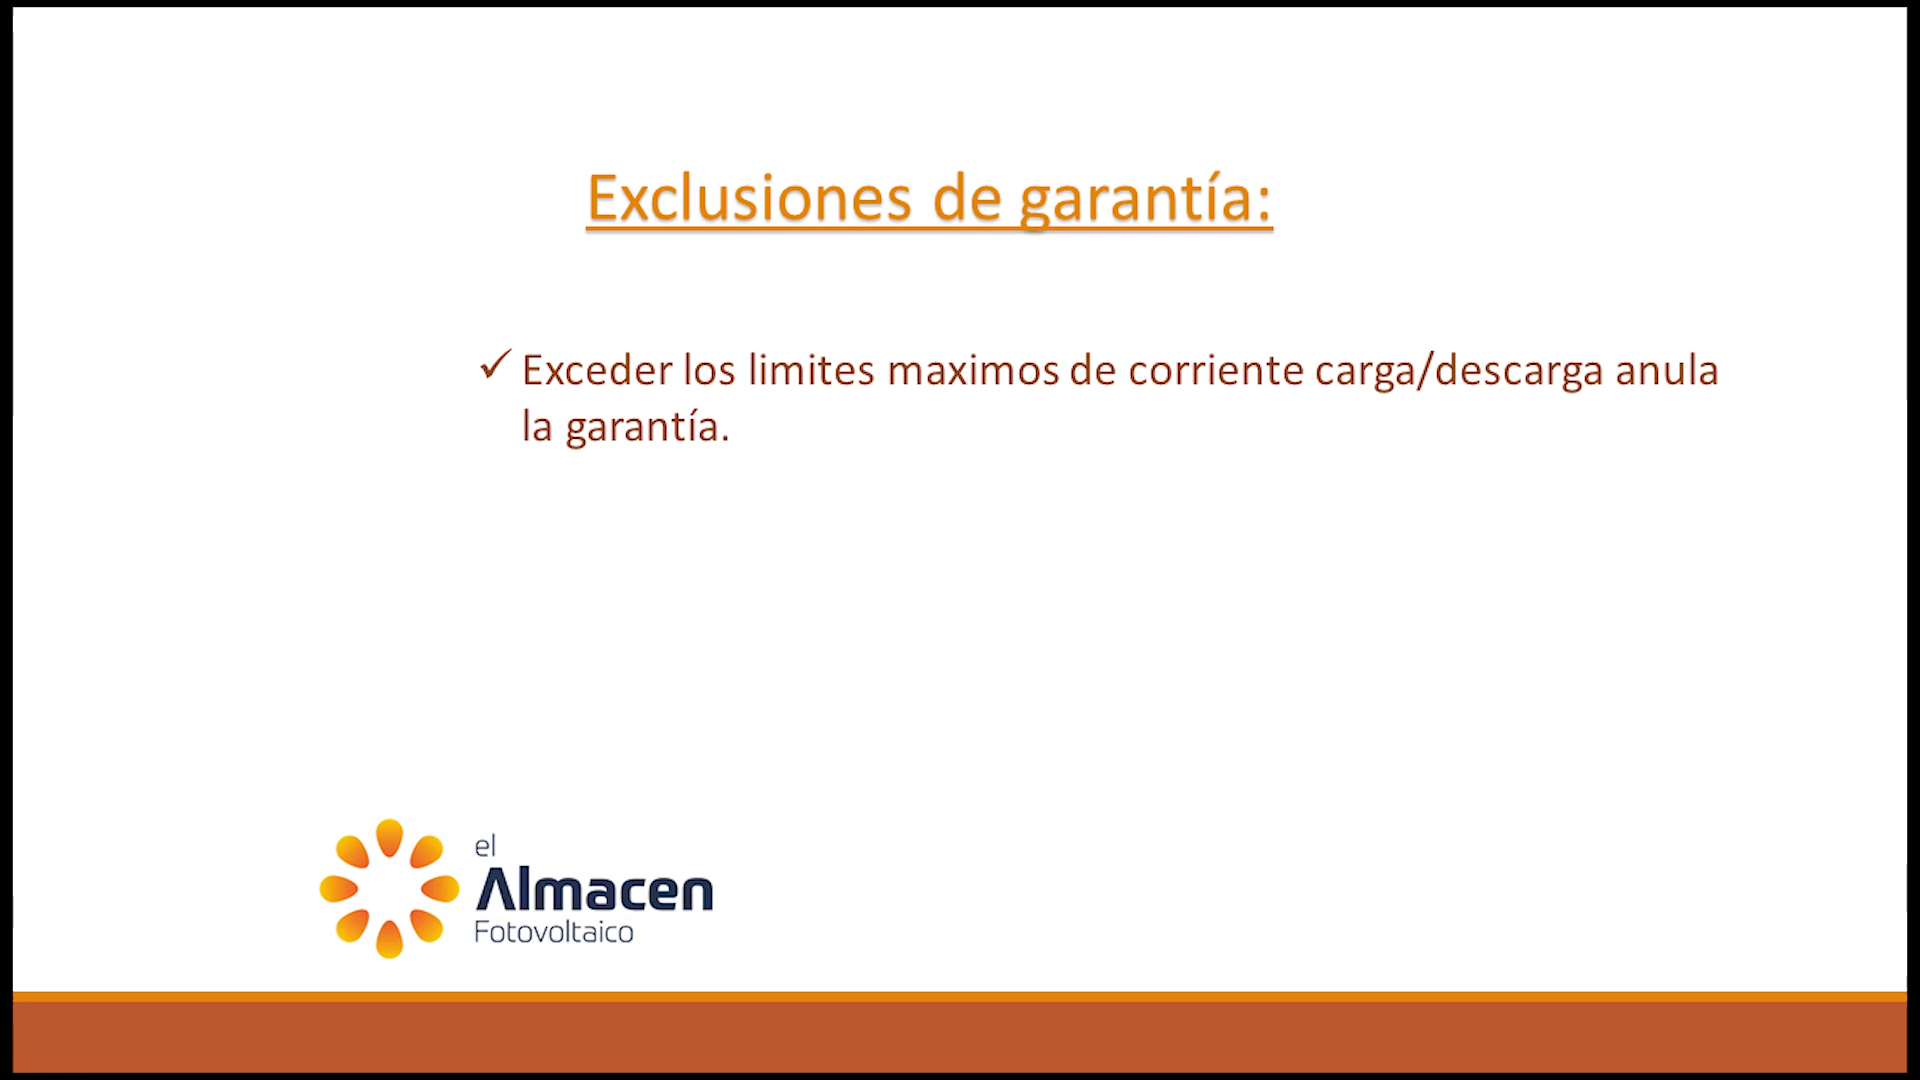 Exclusiones de garantía:
✓ Exceder los limites maximos de corriente carga/descarga anula
la garantía.
el
Almacen
Fotovoltaico